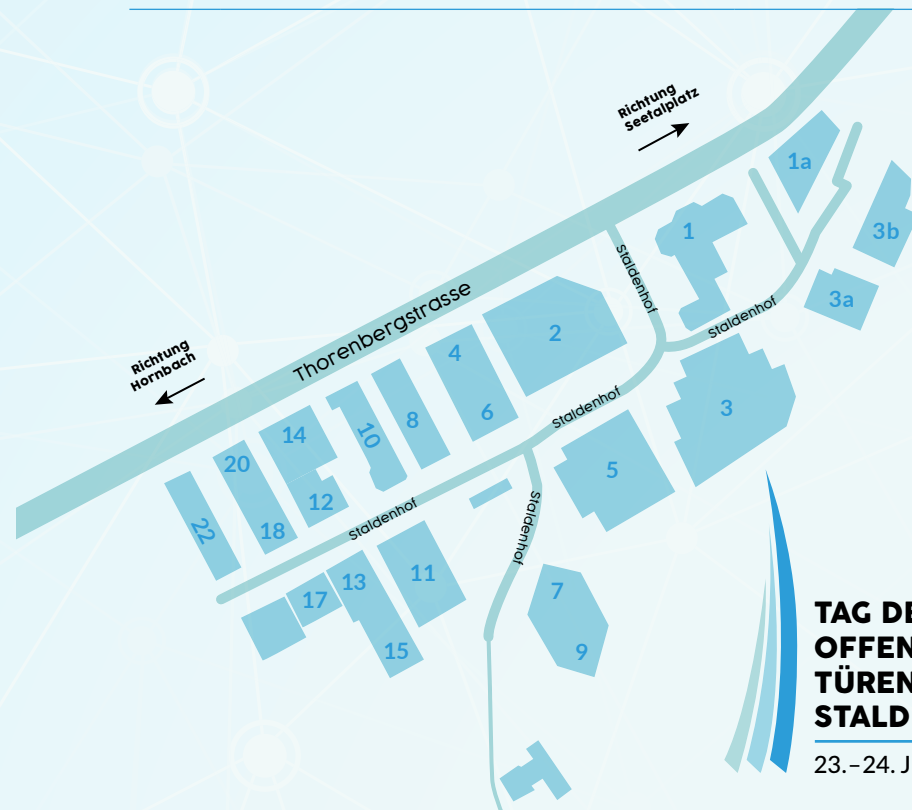 Richtung
Seetalplatz
1a
1
3b
3a
Staldenhof
Staldenhof
Thorenbergstrasse
2
Richtung
Hornbach
4
6
8
10
14
12
20
18
22
Staldenhof
3
5
Staldenhof
Staldenhof
11
13
17
15
7
9
TAG DE
OFFEN
TÜREN
STALD
23.–24. J